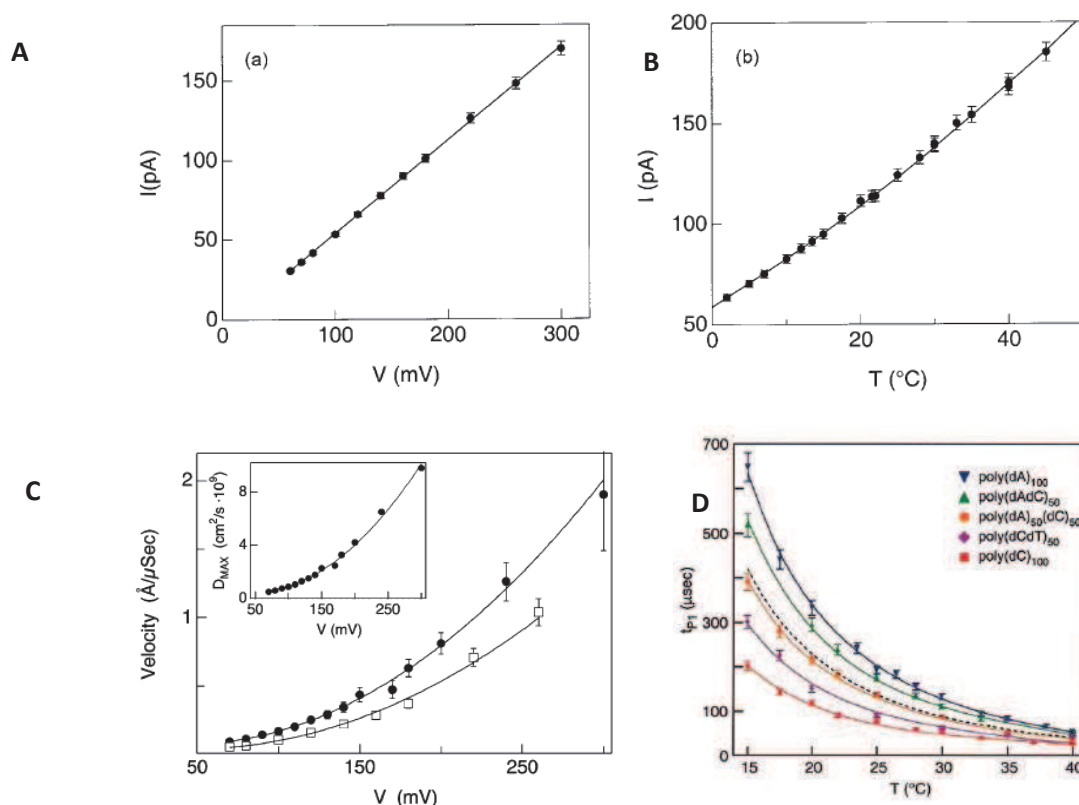 A
(a)
I(pA)
150
100
50
0
0
100
200
300
V (mV)
B
(b)
I (pA)
200
150
100
50
0
20
40
T (°C)
C
Velocity (Å/µSec)
2
1
50
150
250
V (mV)
D_MAX (cm²/s ·10⁹)
8
4
0
50
150
250
V (mV)
D
t_P1 (µsec)
700
500
300
100
0
15
20
25
30
35
40
T (°C)
poly(dA)₁₀₀
poly(dAdC)₅₀
poly(dA)₅₀(dC)₅₀
poly(dCdT)₅₀
poly(dC)₁₀₀